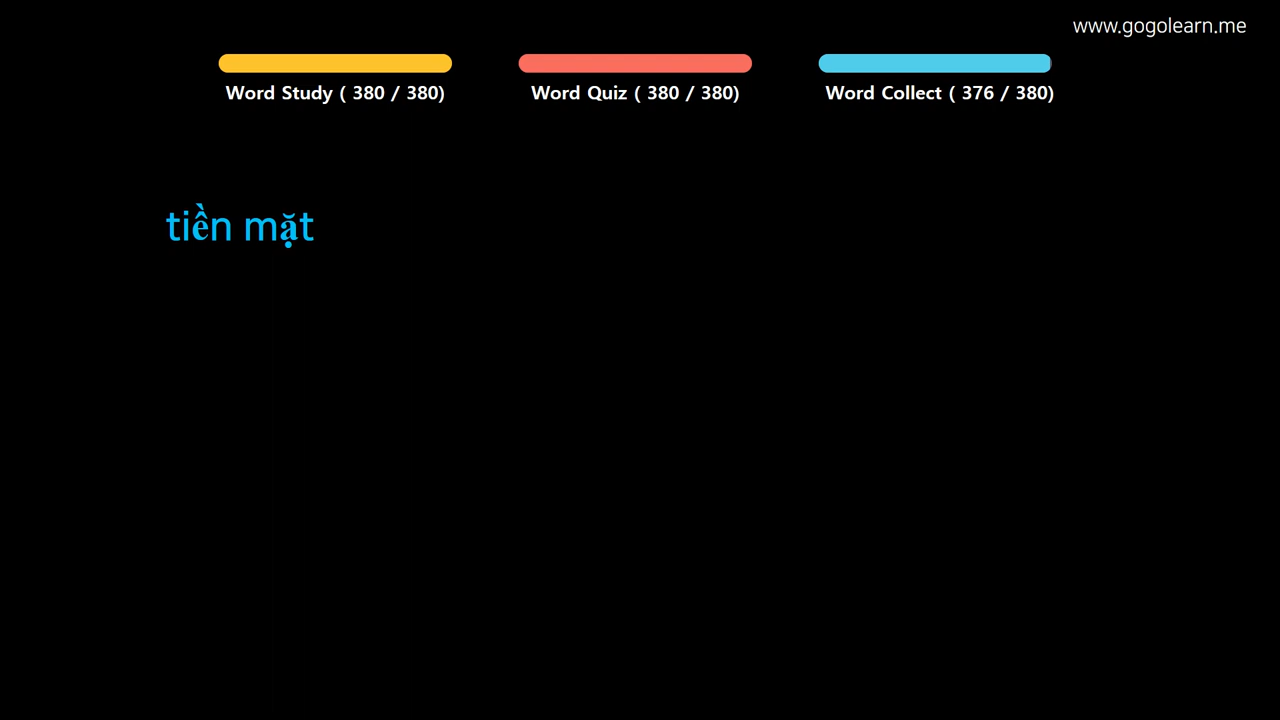 www.gogolearn.me
Word Study ( 380 / 380)
Word Quiz ( 380 / 380)
Word Collect ( 376 / 380)
tiền mặt